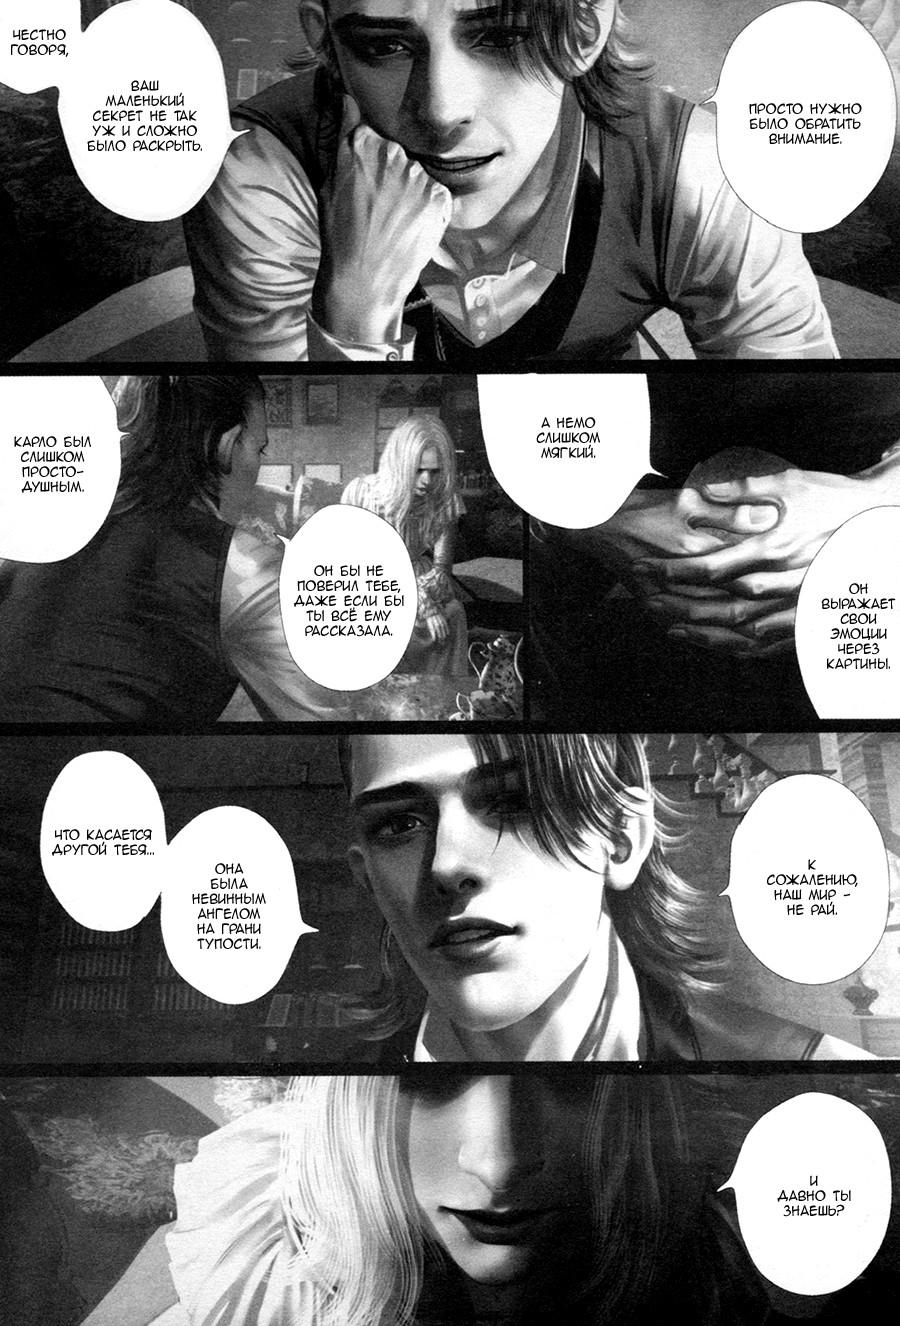 ЧЕСТНО
ГОВОРЯ,
ВАШ
МАЛЕНЬКИЙ
СЕКРЕТ НЕ ТАК
УЖ И СЛОЖНО
БЫЛО РАСКРЫТЬ.
ПРОСТО НУЖНО
БЫЛО ОБРАТИТЬ
ВНИМАНИЕ.
КАРЛО БЫЛ
СЛИШКОМ
ПРОСТО-
ДУШНЫМ.
ОН БЫ НЕ
ПОВЕРИЛ ТЕБЕ,
ДАЖЕ ЕСЛИ БЫ
ТЫ ВСЁ ЕМУ
РАССКАЗАЛА.
А НЕМО
СЛИШКОМ
МЯГКИЙ.
ОН
ВЫРАЖАЕТ
СВОИ
ЭМОЦИИ
ЧЕРЕЗ
КАРТИНЫ.
ЧТО КАСАЕТСЯ
ДРУГОЙ ТЕБЯ...
ОНА
БЫЛА
НЕВИННЫМ
АНГЕЛОМ
НА ГРАНИ
ТУПОСТИ.
К
СОЖАЛЕНИЮ,
НАШ МИР -
НЕ РАЙ.
И
ДАВНО ТЫ
ЗНАЕШЬ?